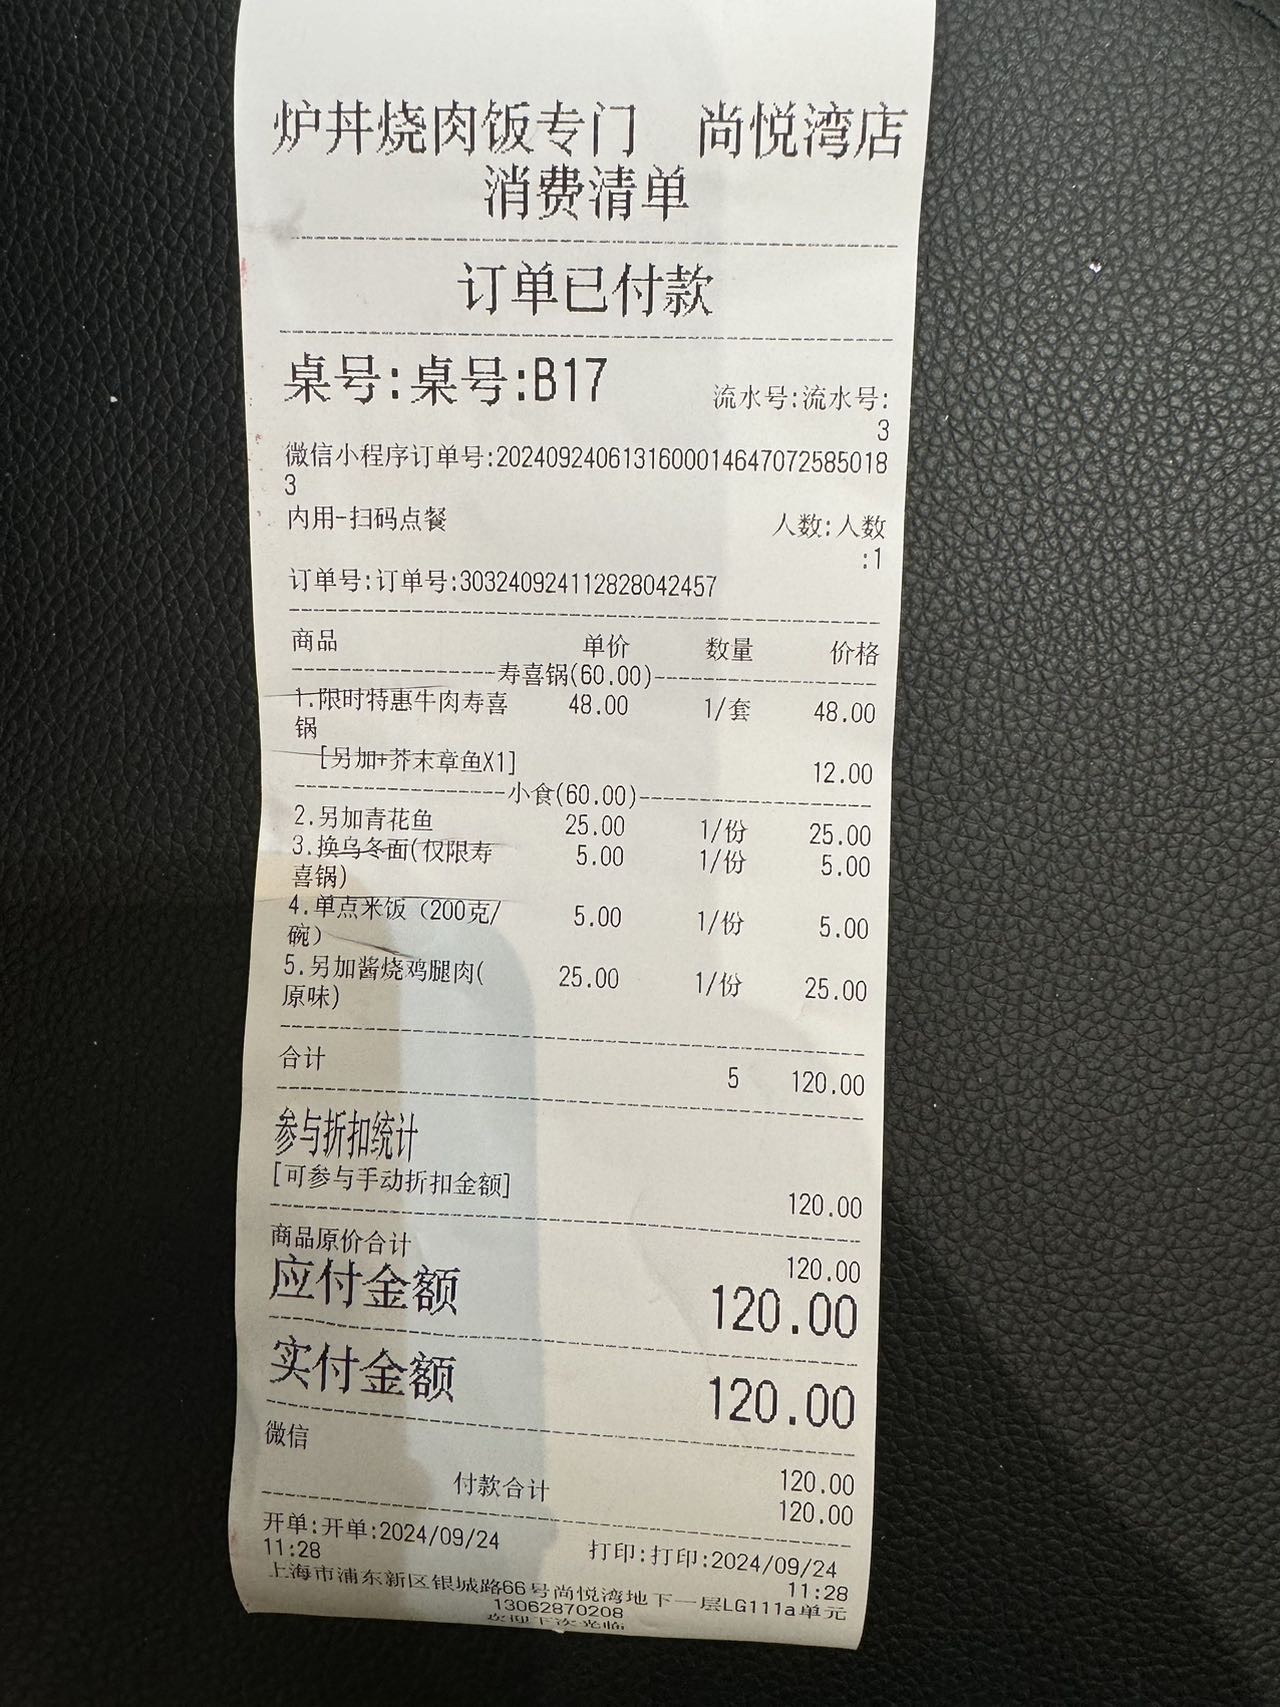 炉丼烧肉饭专门 尚悦湾店
消费清单
订单已付款
桌号:桌号:B17
流水号:流水号:
3
微信小程序订单号:2024092406131600014647072585018
3
内用-扫码点餐 人数:人数
:1
订单号:订单号:303240924112828042457
商品 单价 数量 价格
寿喜锅(60.00)
1.限时特惠牛肉寿喜 48.00 1/套 48.00
锅
[另加+芥末章鱼X1] 12.00
小食(60.00)
2.另加青花鱼 25.00 1/份 25.00
3.换乌冬面(仅限寿 5.00 1/份 5.00
喜锅)
4.单点米饭（200克/ 5.00 1/份 5.00
碗）
5.另加酱烧鸡腿肉( 25.00 1/份 25.00
原味)
合计 5 120.00
参与折扣统计
[可参与手动折扣金额] 120.00
商品原价合计 120.00
应付金额 120.00
实付金额 120.00
微信 120.00
付款合计 120.00
开单:开单:2024/09/24 打印:打印:2024/09/24
11:28 11:28
上海市浦东新区银城路66号尚悦湾地下一层LG111a单元
13062870208
欢迎下次光临